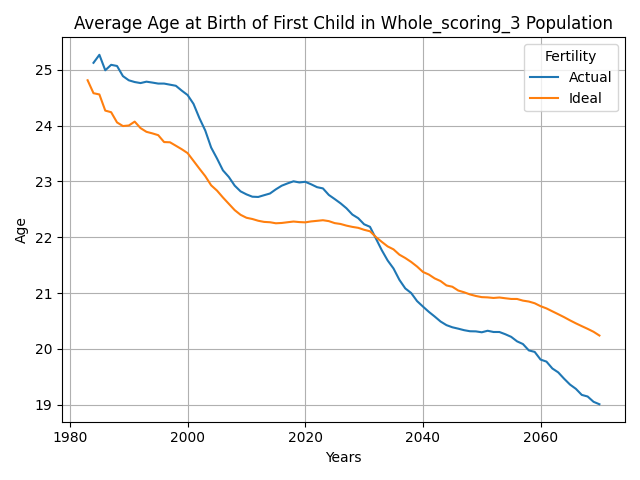 Average Age at Birth of First Child in Whole_scoring_3 Population
Fertility
Actual
Ideal
Age
25
24
23
22
21
20
19
1980
2000
2020
2040
2060
Years